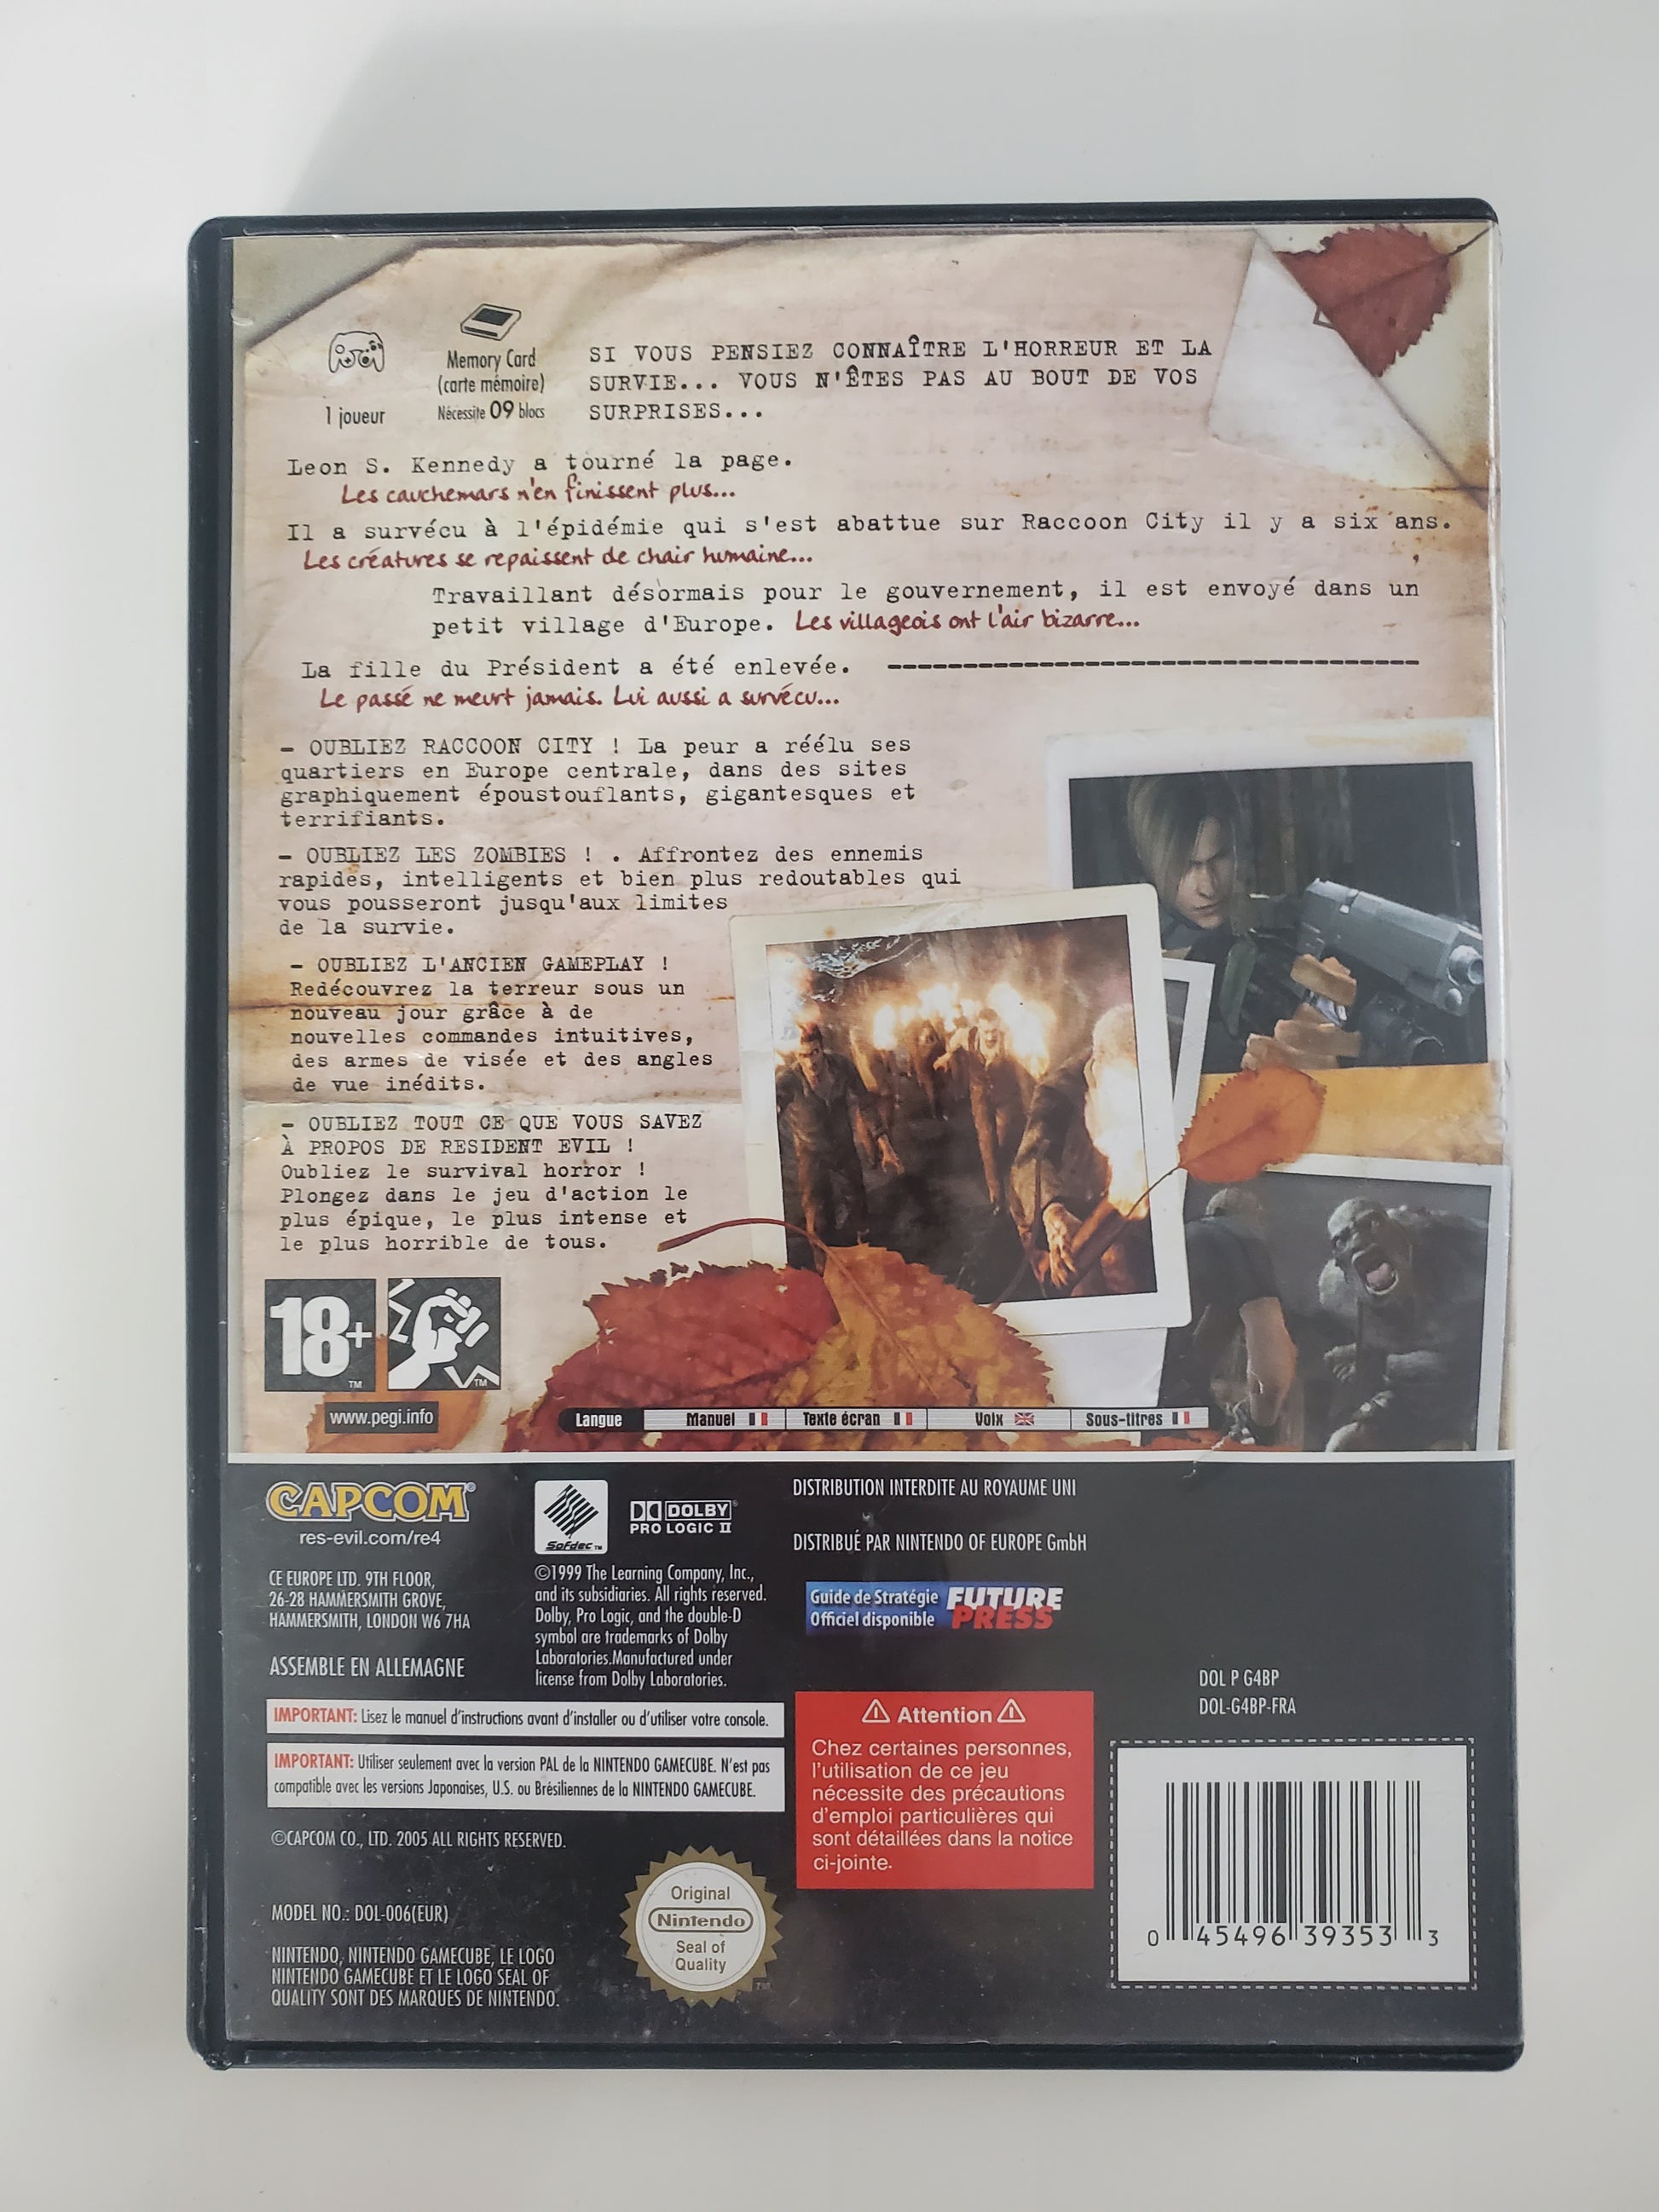 1 joueur
Memory Card
(carte mémoire)
Nécessite 09 blocs
SI VOUS PENSIEZ CONNAÎTRE L'HORREUR ET LA
SURVIE... VOUS N'ÊTES PAS AU BOUT DE VOS
SURPRISES...
Leon S. Kennedy a tourné la page.
Les cauchemars n'en finissent plus...
Il a survécu à l'épidémie qui s'est abattue sur Raccoon City il y a six ans.
Les créatures se repaissent de chair humaine...
Travaillant désormais pour le gouvernement, il est envoyé dans un
petit village d'Europe. Les villageois ont l'air bizarre...
La fille du Président a été enlevée.
Le passé ne meurt jamais. Lui aussi a survécu...
- OUBLIEZ RACCOON CITY ! La peur a réélu ses
quartiers en Europe centrale, dans des sites
graphiquement époustouflants, gigantesques et
terrifiants.
- OUBLIEZ LES ZOMBIES ! . Affrontez des ennemis
rapides, intelligents et bien plus redoutables qui
vous pousseront jusqu'aux limites
de la survie.
- OUBLIEZ L'ANCIEN GAMEPLAY !
Redécouvrez la terreur sous un
nouveau jour grâce à de
nouvelles commandes intuitives,
des armes de visée et des angles
de vue inédits.
- OUBLIEZ TOUT CE QUE VOUS SAVEZ
À PROPOS DE RESIDENT EVIL !
Oubliez le survival horror !
Plongez dans le jeu d'action le
plus épique, le plus intense et
le plus horrible de tous.
18+ TM
TM
www.pegi.info
Langue Manuel Texte écran Voix Sous-titres
CAPCOM®
res-evil.com/re4
CE EUROPE LTD. 9TH FLOOR,
26-28 HAMMERSMITH GROVE,
HAMMERSMITH, LONDON W6 7HA
ASSEMBLE EN ALLEMAGNE
Sofdec TM
DOLBY®
PRO LOGIC II
©1999 The Learning Company, Inc.,
and its subsidiaries. All rights reserved.
Dolby, Pro Logic, and the double-D
symbol are trademarks of Dolby
Laboratories.Manufactured under
license from Dolby Laboratories.
DISTRIBUTION INTERDITE AU ROYAUME UNI
DISTRIBUÉ PAR NINTENDO OF EUROPE GmbH
Guide de Stratégie
Officiel disponible
FUTURE
PRESS
IMPORTANT: Lisez le manuel d'instructions avant d'installer ou d'utiliser votre console.
IMPORTANT: Utiliser seulement avec la version PAL de la NINTENDO GAMECUBE. N'est pas
compatible avec les versions Japonaises, U.S. ou Brésiliennes de la NINTENDO GAMECUBE.
©CAPCOM CO., LTD. 2005 ALL RIGHTS RESERVED.
MODEL NO.: DOL-006(EUR)
NINTENDO, NINTENDO GAMECUBE, LE LOGO
NINTENDO GAMECUBE ET LE LOGO SEAL OF
QUALITY SONT DES MARQUES DE NINTENDO.
Original
Nintendo
Seal of
Quality
TM
Attention
Chez certaines personnes,
l'utilisation de ce jeu
nécessite des précautions
d'emploi particulières qui
sont détaillées dans la notice
ci-jointe.
DOL P G4BP
DOL-G4BP-FRA
0 45496 39353 3